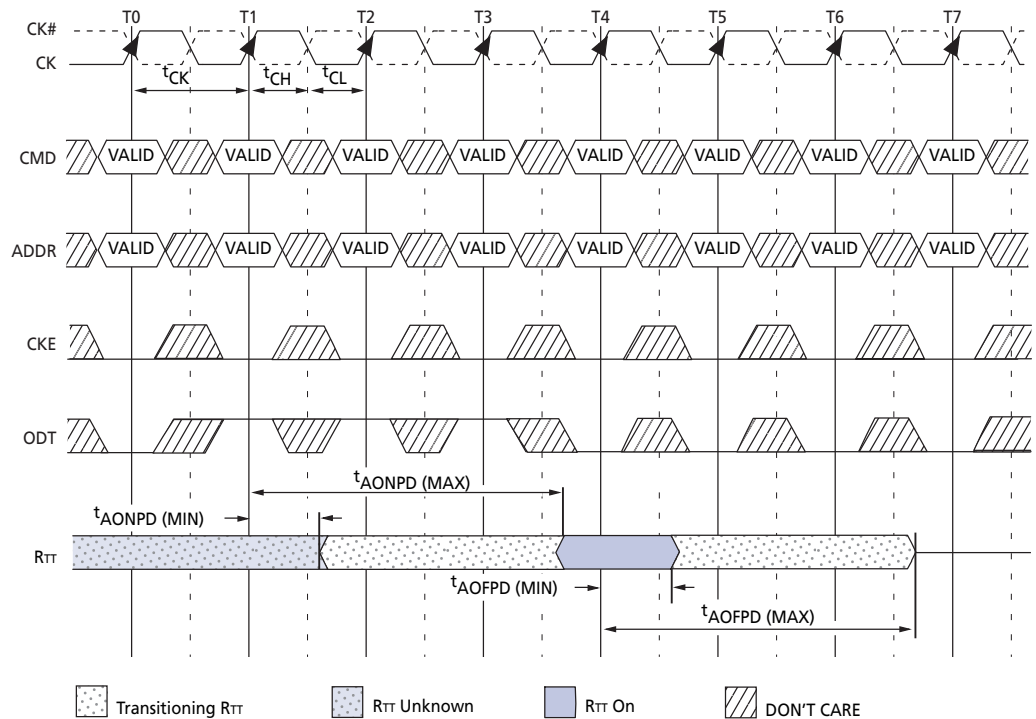 T0 T1 T2 T3 T4 T5 T6 T7
CK#
CK
tCK tCH tCL
CMD VALID VALID VALID VALID VALID VALID VALID VALID
ADDR VALID VALID VALID VALID VALID VALID VALID VALID
CKE
ODT
tAONPD (MAX)
tAONPD (MIN)
RTT
tAOFPD (MIN)
tAOFPD (MAX)
Transitioning RTT RTT Unknown RTT On DON'T CARE